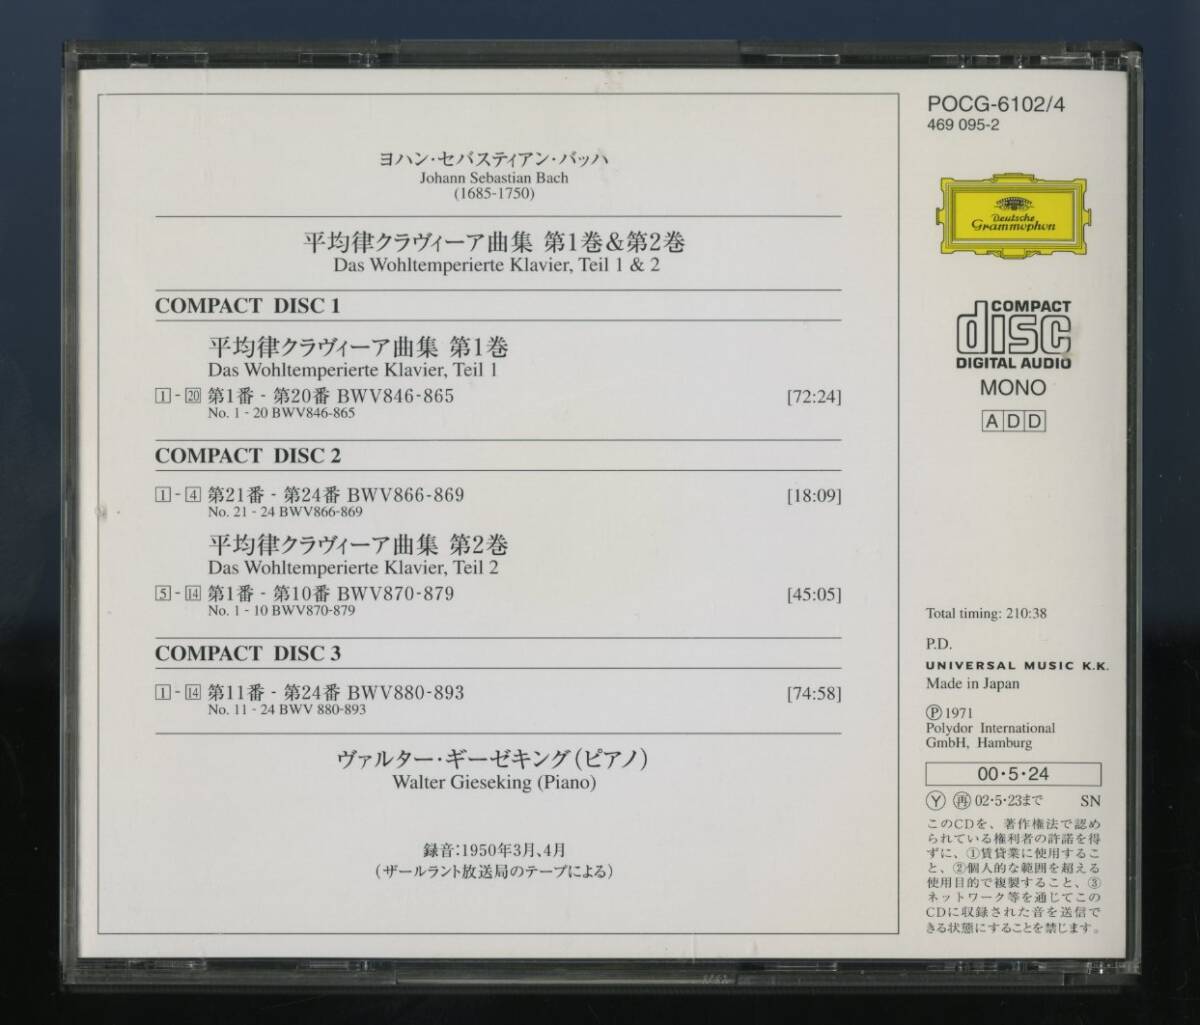 ヨハン・セバスティアン・バッハ
Johann Sebastian Bach
(1685-1750)
平均律クラヴィーア曲集 第1巻&第2巻
Das Wohltemperierte Klavier, Teil 1 & 2
COMPACT DISC 1
平均律クラヴィーア曲集 第1巻
Das Wohltemperierte Klavier, Teil 1
1 - 20 第1番 - 第20番 BWV846-865 [72:24]
No. 1 - 20 BWV846-865
COMPACT DISC 2
1 - 4 第21番 - 第24番 BWV866-869 [18:09]
No. 21 - 24 BWV866-869
平均律クラヴィーア曲集 第2巻
Das Wohltemperierte Klavier, Teil 2
5 - 14 第1番 - 第10番 BWV870-879 [45:05]
No. 1 - 10 BWV870-879
COMPACT DISC 3
1 - 14 第11番 - 第24番 BWV880-893 [74:58]
No. 11 - 24 BWV 880-893
ヴァルター・ギーゼキング(ピアノ)
Walter Gieseking (Piano)
録音:1950年3月、4月
(ザールラント放送局のテープによる)
POCG-6102/4
469 095-2
Deutsche
Grammophon
COMPACT
disc
DIGITAL AUDIO
MONO
ADD
Total timing: 210:38
P.D.
UNIVERSAL MUSIC K.K.
Made in Japan
Ⓟ1971
Polydor International
GmbH, Hamburg
00・5・24
Ⓨ ㊢02・5・23まで SN
このCDを、著作権法で認め
られている権利者の許諾を得
ずに、①賃貸業に使用するこ
と、②個人的な範囲を超える
使用目的で複製すること、③
ネットワーク等を通じてこの
CDに収録された音を送信で
きる状態にすることを禁じます。